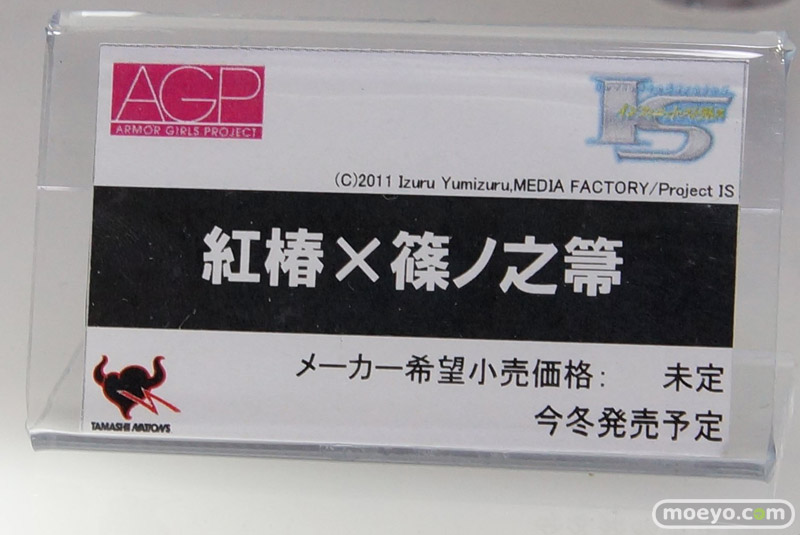 AGP
ARMOR GIRLS PROJECT
IS
(C)2011 Izuru Yumizuru,MEDIA FACTORY/Project IS
紅椿×篠ノ之箒
メーカー希望小売価格： 未定
今冬発売予定
TAMASHII NATIONS
moeyo.com